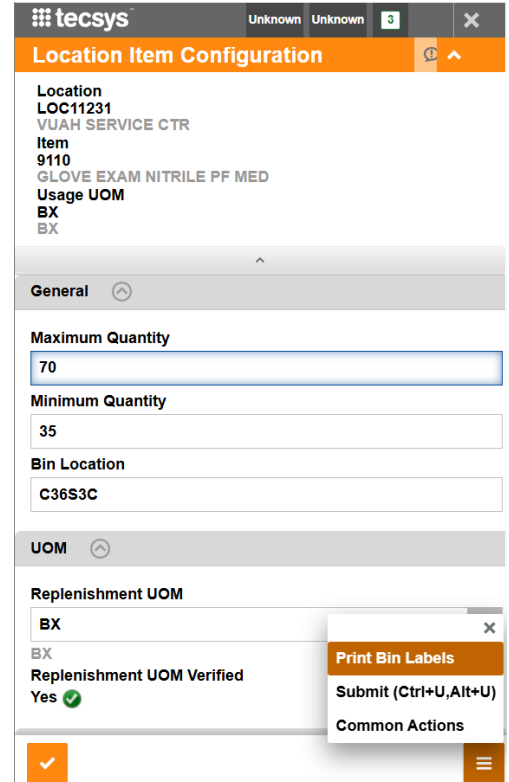 tecsys
Unknown Unknown 3
Location Item Configuration
Location
LOC11231
VUAH SERVICE CTR
Item
9110
GLOVE EXAM NITRILE PF MED
Usage UOM
BX
BX
General
Maximum Quantity
70
Minimum Quantity
35
Bin Location
C36S3C
UOM
Replenishment UOM
BX
BX
Replenishment UOM Verified
Yes
Print Bin Labels
Submit (Ctrl+U,Alt+U)
Common Actions